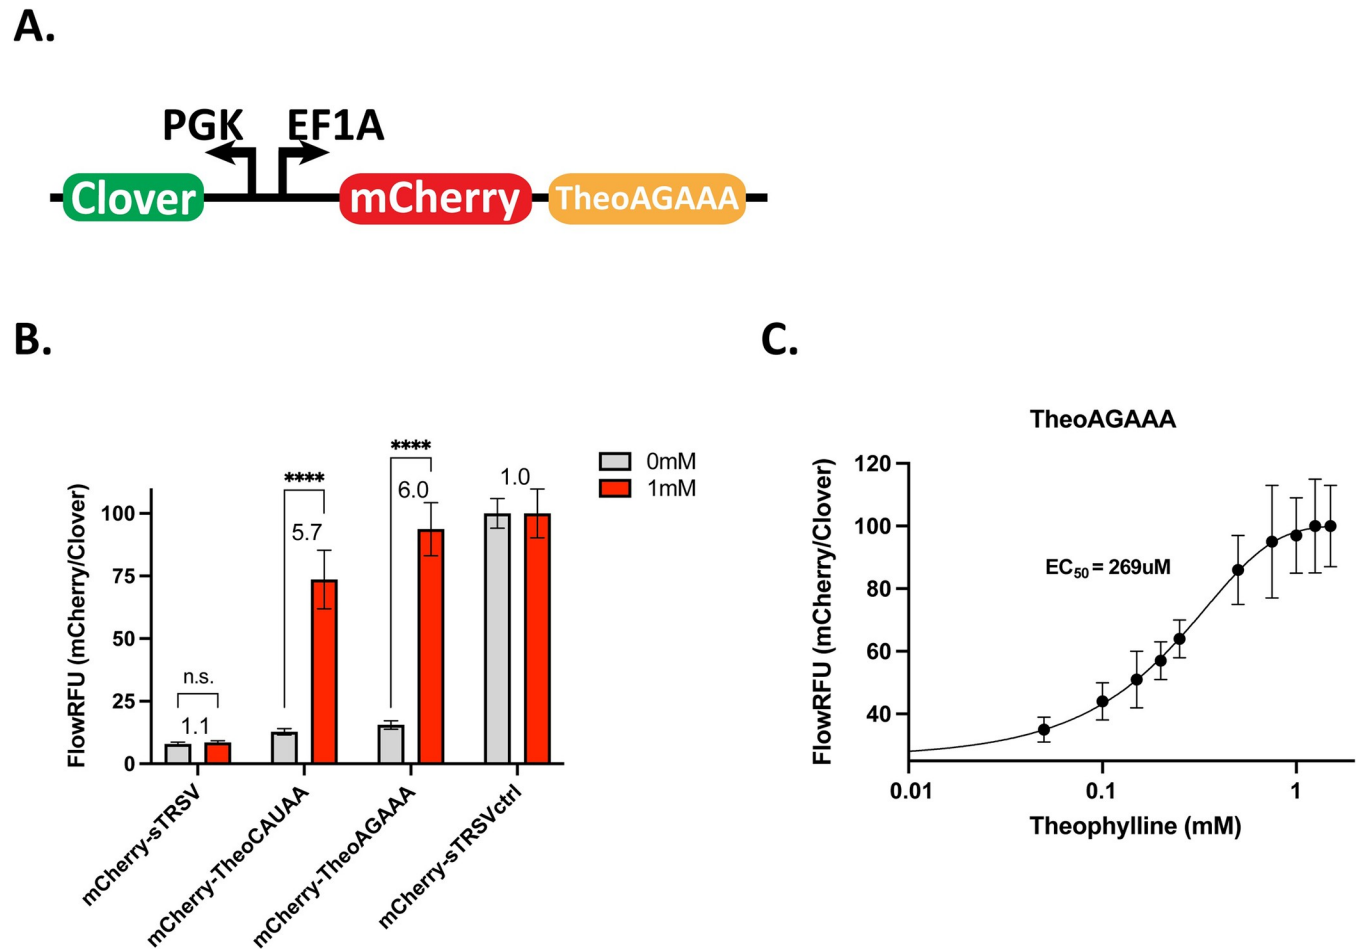 A.
PGK EF1A
Clover mCherry TheoAGAAA
B.
C.
FlowRFU (mCherry/Clover)
100
75
50
25
0
n.s.
1.1
****
5.7
****
6.0
1.0
0mM
1mM
mCherry-sTRSV
mCherry-TheoCAUAA
mCherry-TheoAGAAA
mCherry-sTRSVctrl
TheoAGAAA
FlowRFU (mCherry/Clover)
120
100
80
60
40
EC50 = 269uM
0.01 0.1 1
Theophylline (mM)